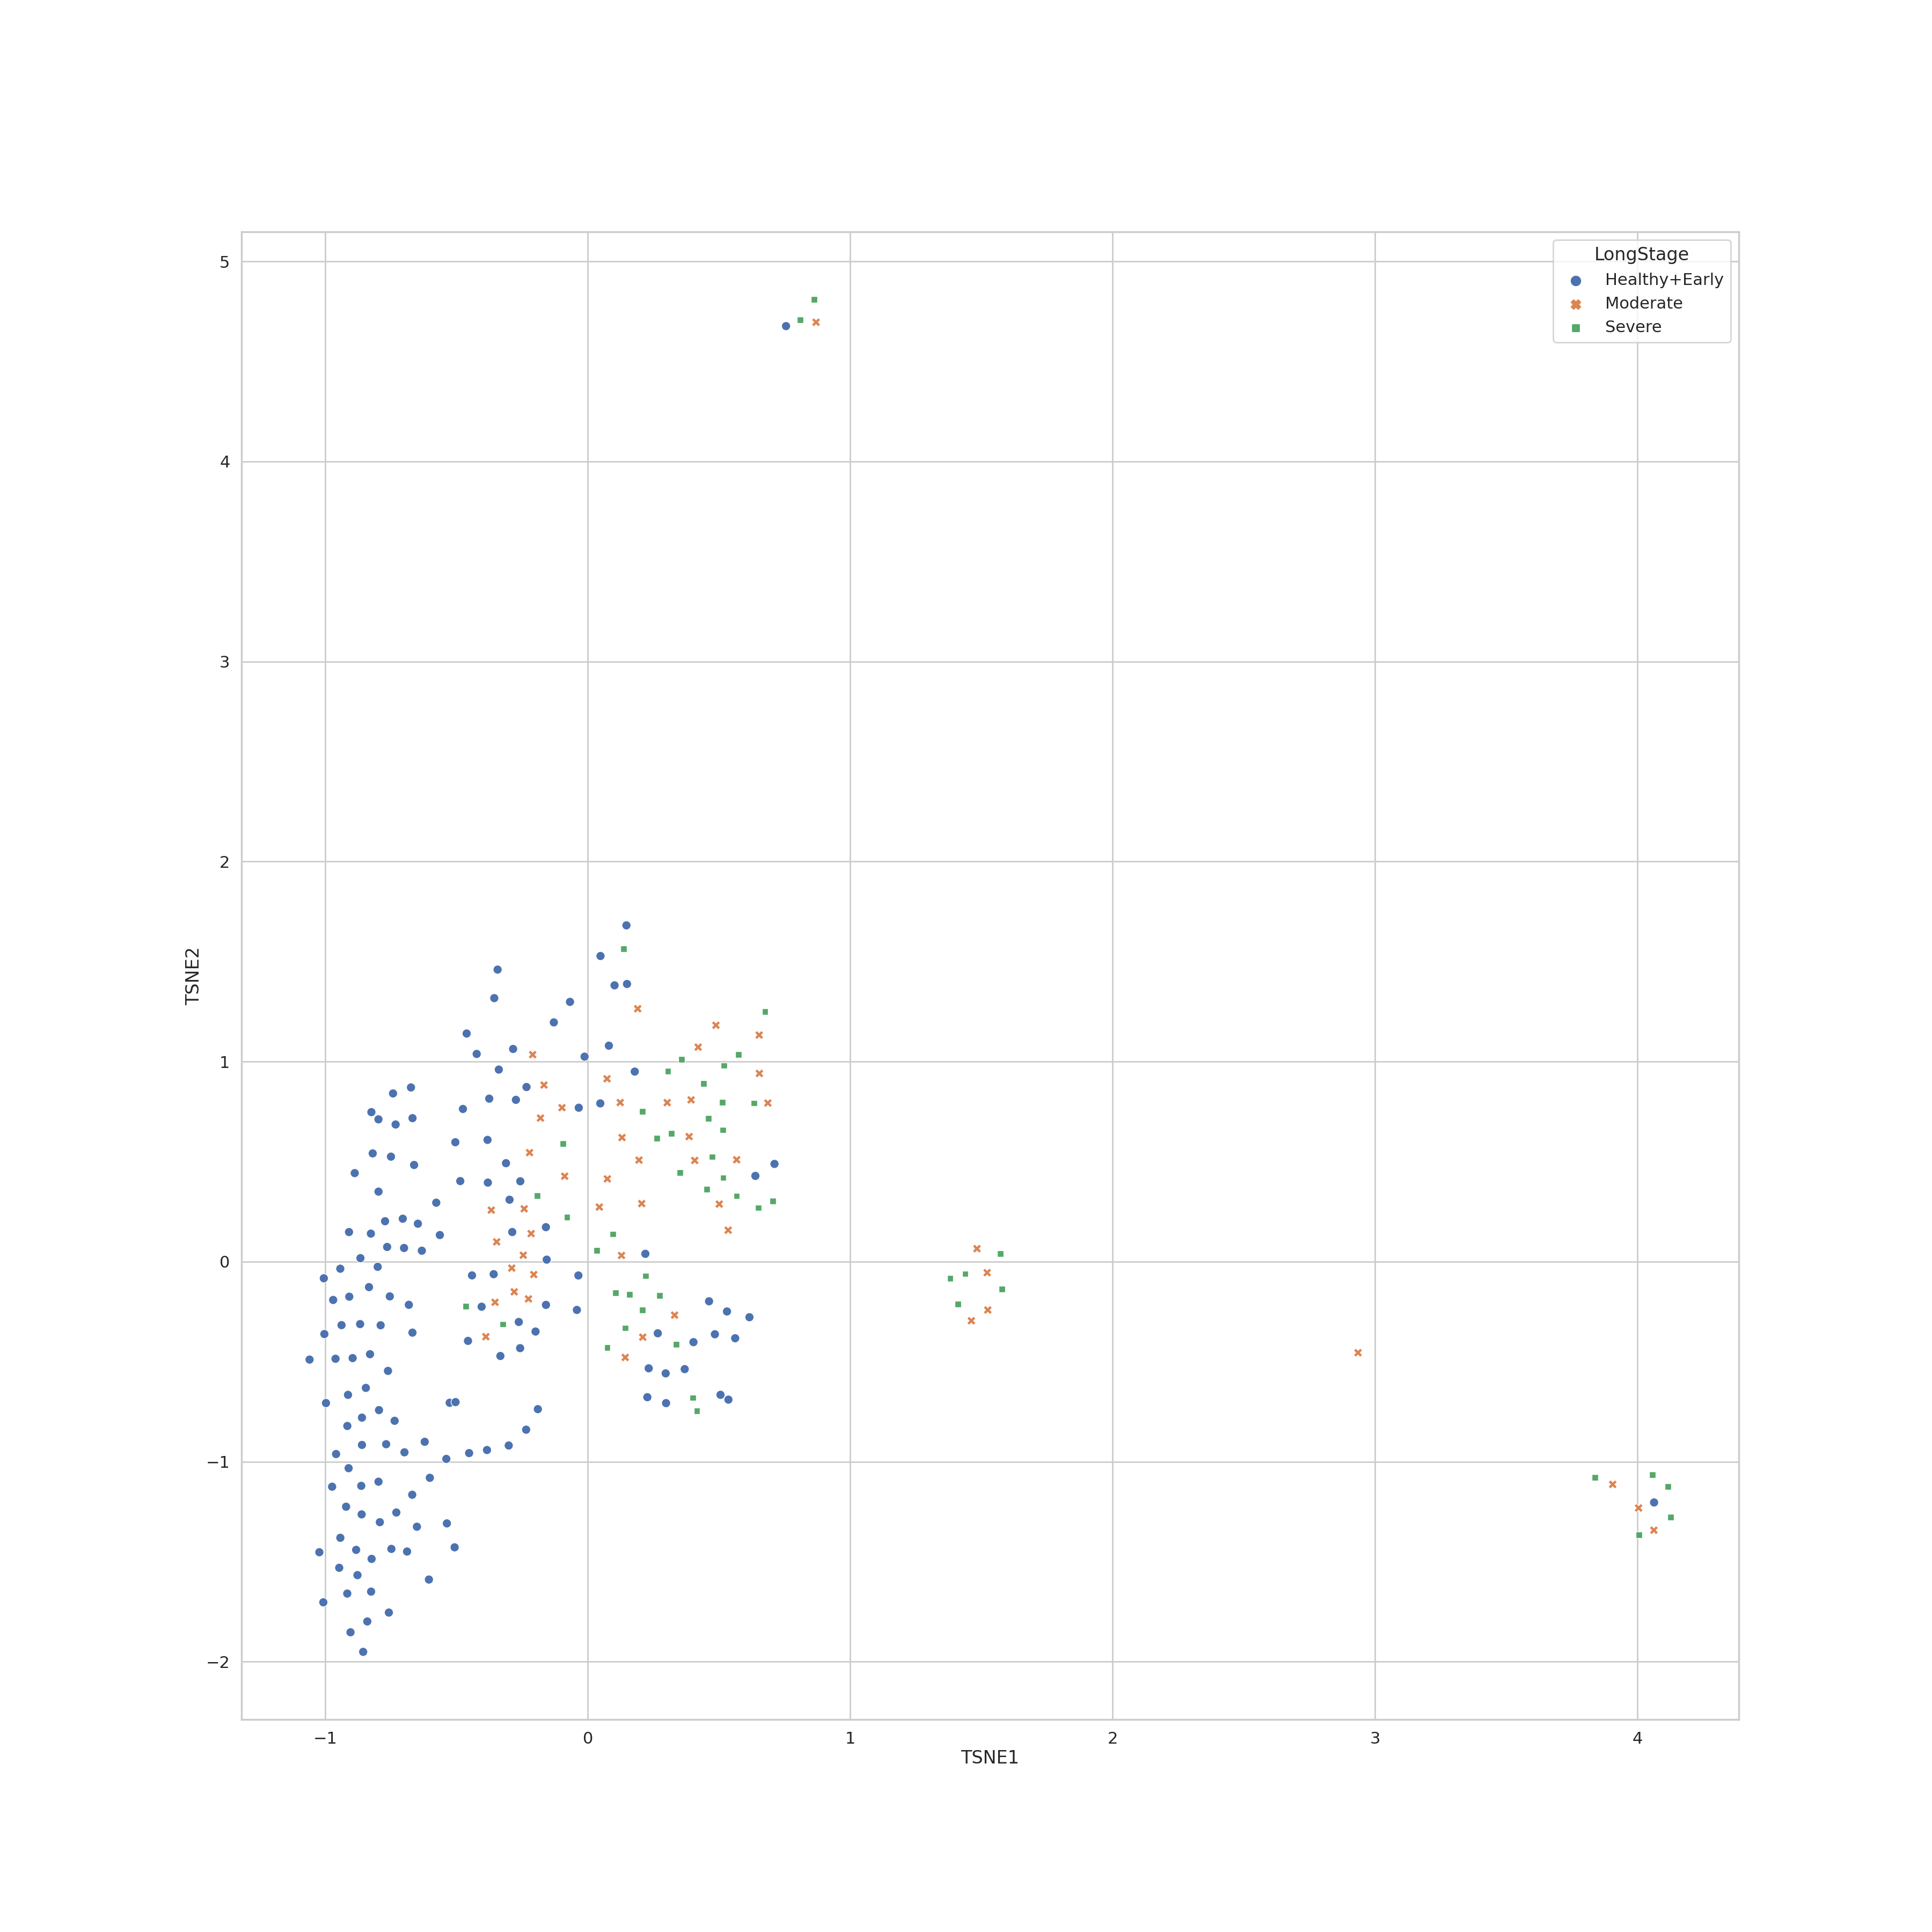 LongStage
Healthy+Early
Moderate
Severe
5
4
3
2
1
0
−1
−2
TSNE2
−1 0 1 2 3 4
TSNE1